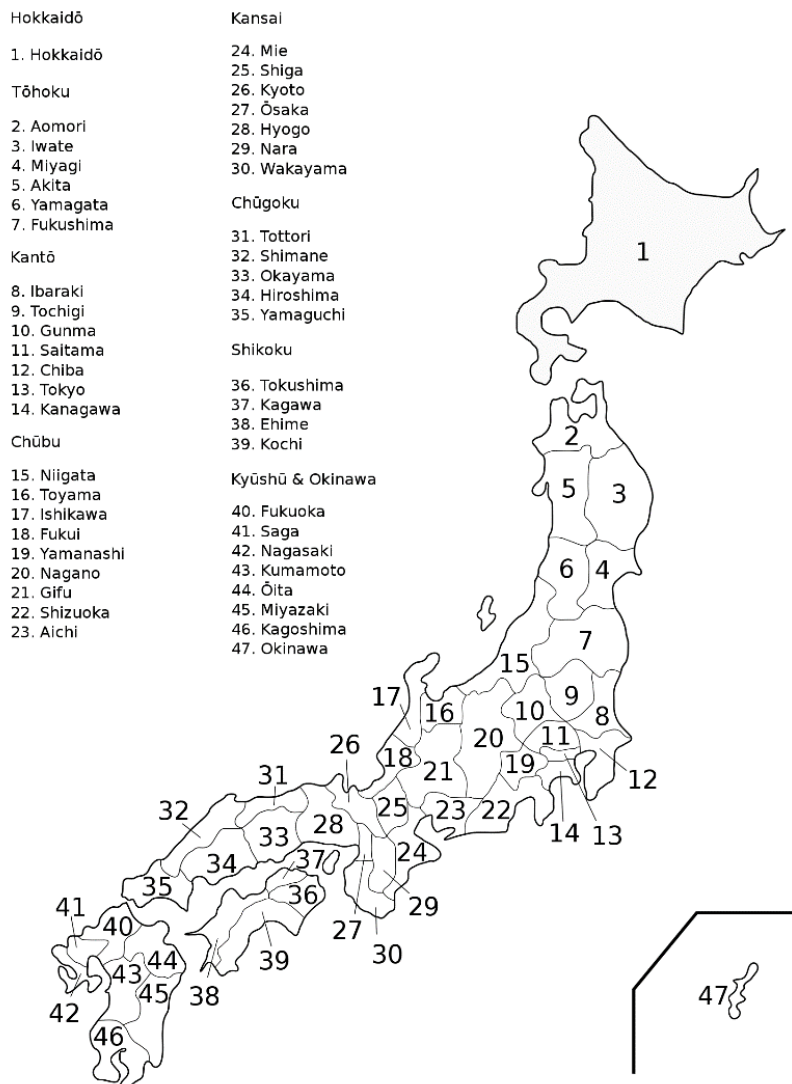 Hokkaidō
1. Hokkaidō
Tōhoku
2. Aomori
3. Iwate
4. Miyagi
5. Akita
6. Yamagata
7. Fukushima
Kantō
8. Ibaraki
9. Tochigi
10. Gunma
11. Saitama
12. Chiba
13. Tokyo
14. Kanagawa
Chūbu
15. Niigata
16. Toyama
17. Ishikawa
18. Fukui
19. Yamanashi
20. Nagano
21. Gifu
22. Shizuoka
23. Aichi
Kansai
24. Mie
25. Shiga
26. Kyoto
27. Ōsaka
28. Hyogo
29. Nara
30. Wakayama
Chūgoku
31. Tottori
32. Shimane
33. Okayama
34. Hiroshima
35. Yamaguchi
Shikoku
36. Tokushima
37. Kagawa
38. Ehime
39. Kochi
Kyūshū & Okinawa
40. Fukuoka
41. Saga
42. Nagasaki
43. Kumamoto
44. Ōita
45. Miyazaki
46. Kagoshima
47. Okinawa
1
2
5
3
6
4
7
15
17
16
10
9
8
20
11
26
18
21
19
12
31
25
23
22
14
13
32
28
33
34
24
37
35
36
29
41
40
27
30
44
43
39
45
38
42
46
47